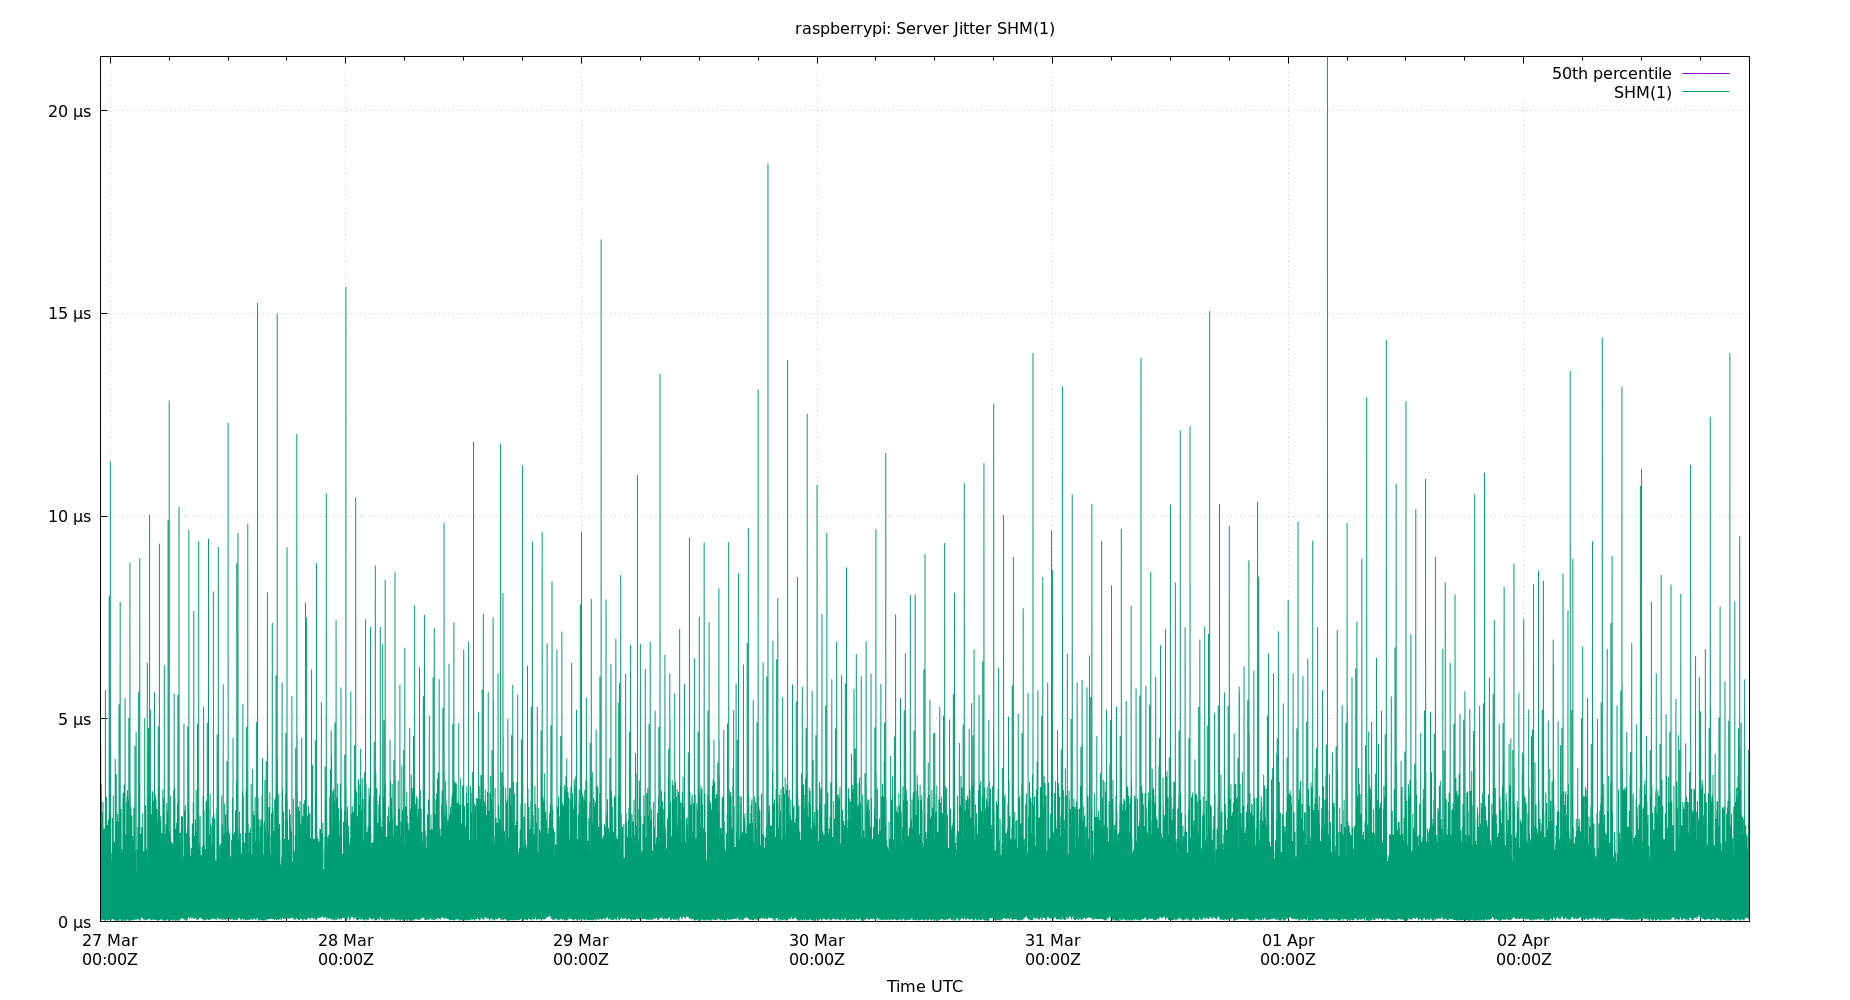 raspberrypi: Server Jitter SHM(1)
50th percentile
SHM(1)
20 µs
15 µs
10 µs
5 µs
0 µs
27 Mar 28 Mar 29 Mar 30 Mar 31 Mar 01 Apr 02 Apr
00:00Z 00:00Z 00:00Z 00:00Z 00:00Z 00:00Z 00:00Z
Time UTC